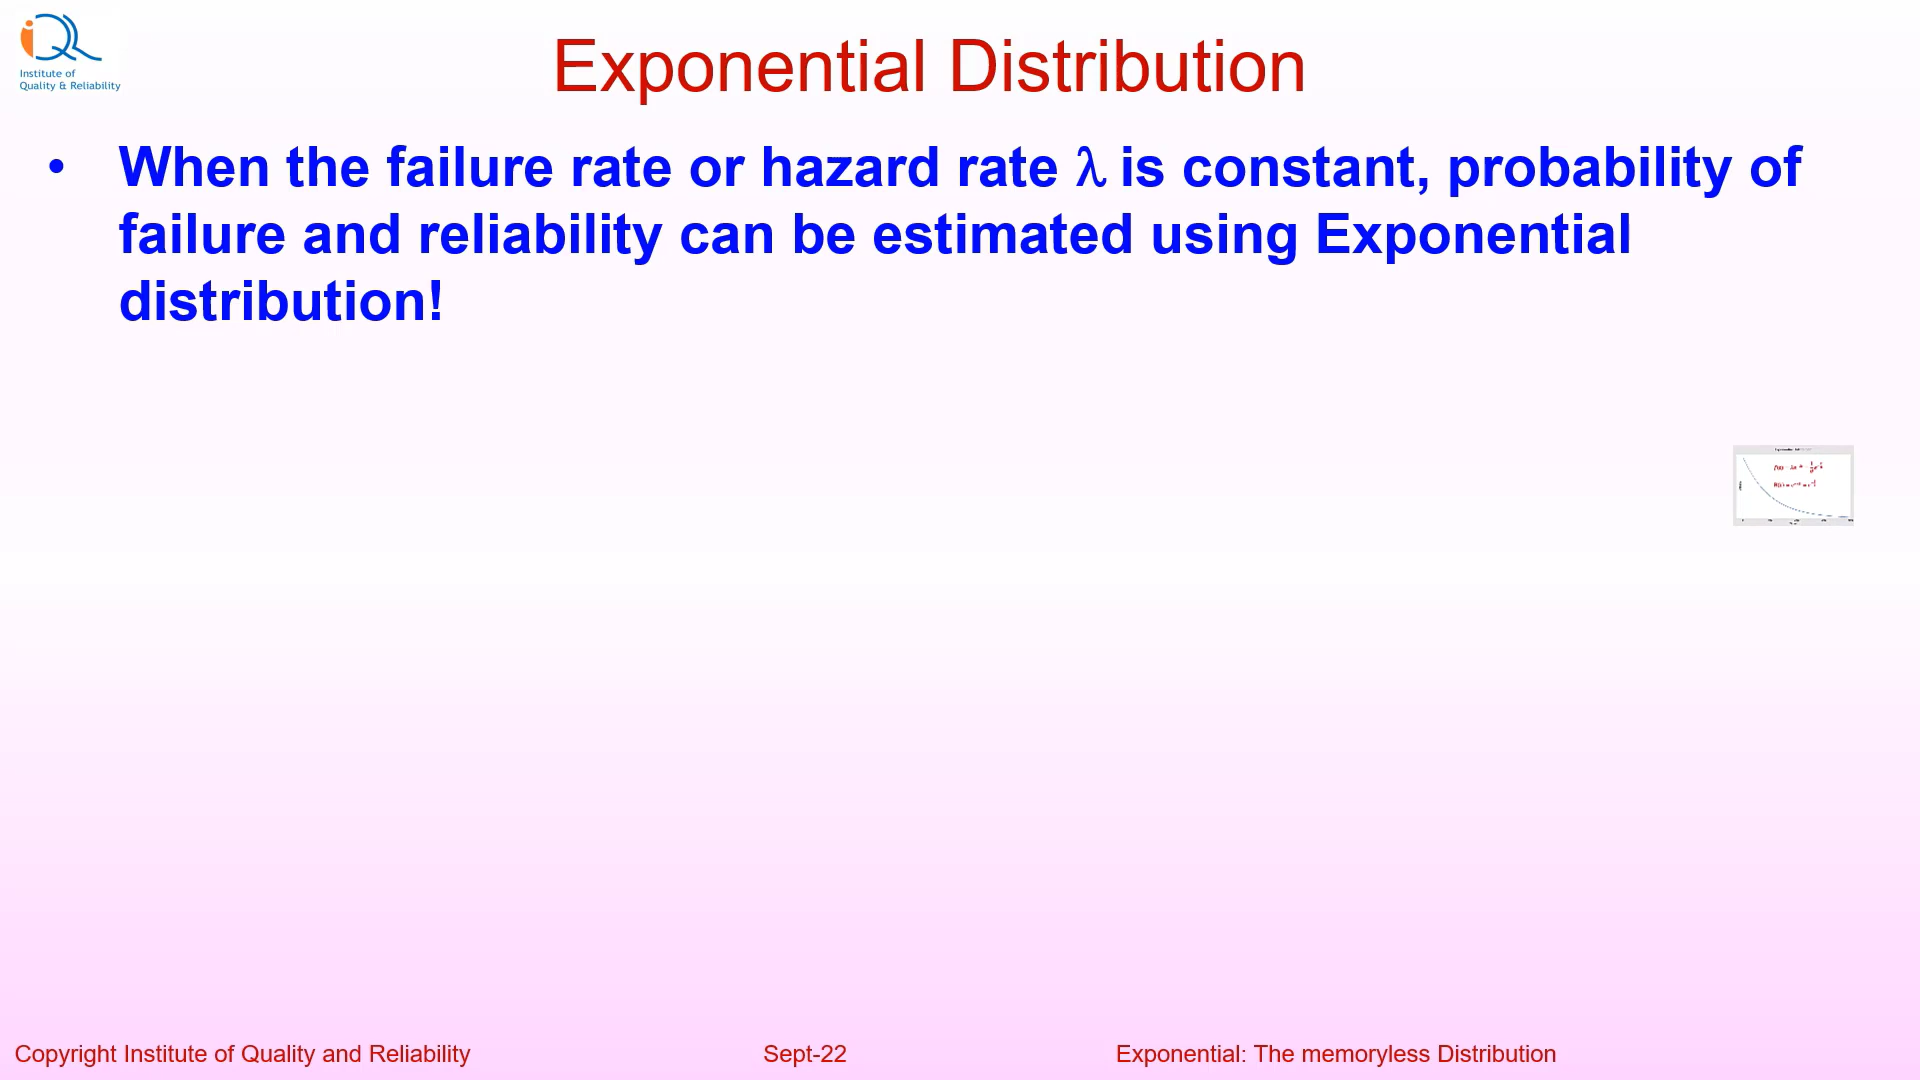 Institute of
Quality & Reliability
Exponential Distribution
• When the failure rate or hazard rate λ is constant, probability of
failure and reliability can be estimated using Exponential
distribution!
Copyright Institute of Quality and Reliability
Sept-22
Exponential: The memoryless Distribution